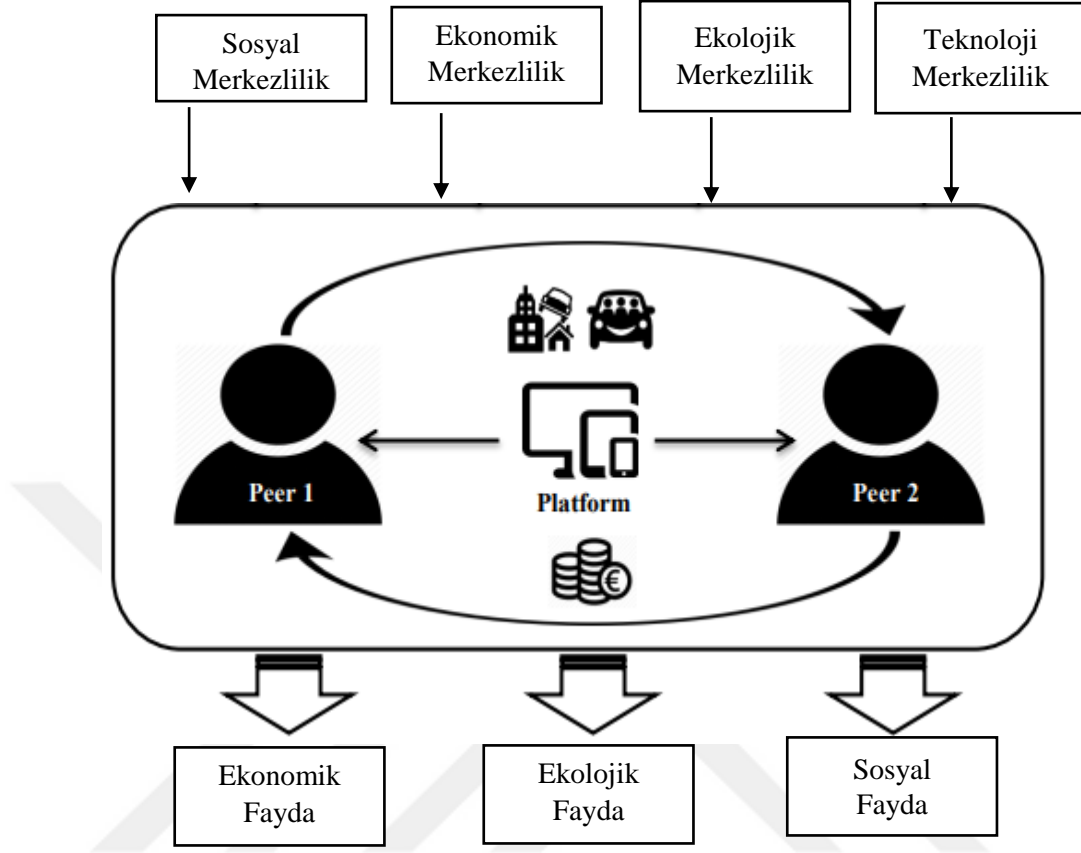 Sosyal
Merkezlilik
Ekonomik
Merkezlilik
Ekolojik
Merkezlilik
Teknoloji
Merkezlilik
Peer 1
Platform
Peer 2
€
Ekonomik
Fayda
Ekolojik
Fayda
Sosyal
Fayda